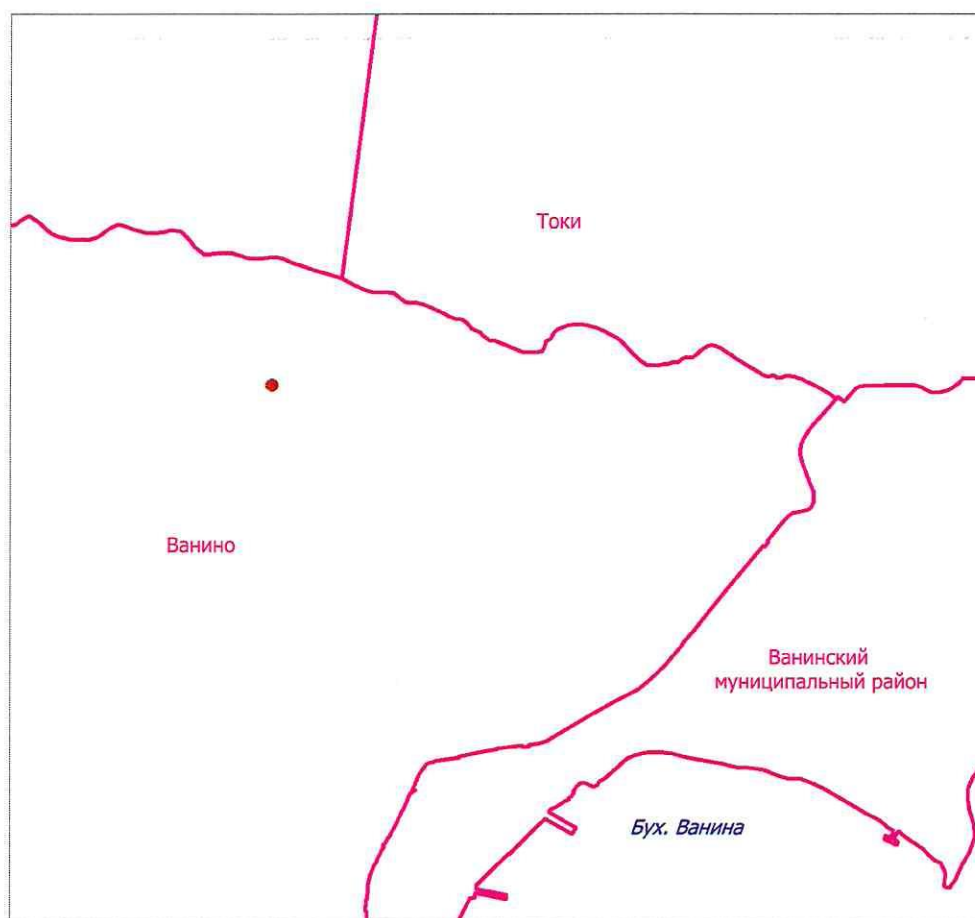 Токи
Ванино
Ванинский
муниципальный район
Бух. Ванина